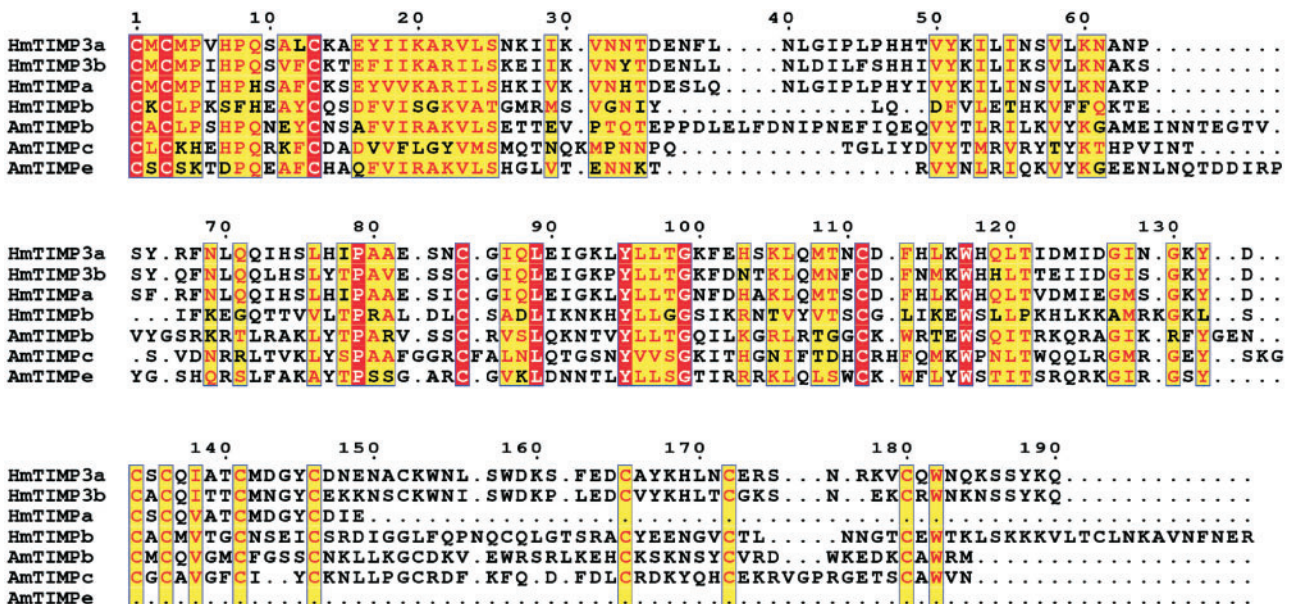 1 10 20 30 40 50 60
HmTIMP3a CMCMPVHPQSALCKAEYIIKARVLSNKIIK.VNNTDENFL....NLGIPLPHHTVYKILINSVLKNANP.........
HmTIMP3b CMCMPIHPQSVFCKTEFIIKARILSKEIIK.VNYTDENLL....NLDILFSHHIVYKILIKSVLKNAKS.........
HmTIMPa CMCMPIHPHSAFCKSEYVVKARILSHKIVK.VNHTDESLQ....NLGIPLPHYIVYKILINSVLKNAKP.........
HmTIMPb CKCLPKSFHEAYCQSDFVISGKVATGMRMS.VGNIY..........LQ.DFVLETHKVFFQKTE..........
AmTIMPb CACLPSHPQNEYCNSAFVIRAKVLSETTEV.PTQTEPPDLELFDNIPNEFIQEQVYTLRILKVYKGAMEINNTEGTV.
AmTIMPc CLCKHEHPQRKFCDADVVFLGYVMSMQTNQKMPNNPQ...........TGLIYDVYTMRVRYTYKTHPVINT......
AmTIMPe CSCSKTDPQEAFCHAQFVIRAKVLSHGLVT.ENNKT..................RVYNLRIQKVYKGEENLNQTDDIRP
70 80 90 100 110 120 130
HmTIMP3a SY.RFNLQQIHSLHIPAAE.SNC.GIQLEIGKLYLLTGKFEHSKLQMTNCD.FHLKWHQLTIDMIDGIN.GKY..D..
HmTIMP3b SY.QFNLQQLHSLYTPAVE.SDC.GIQLEIGKPYLLTGKFDNTKLQMNFCD.FNMKWHHLTTEIIDGIS.GKY..D..
HmTIMPa SF.RFNLQQIHSLHIPAAE.SIC.GIQLEIGKLYLLTGNFDHAKLQMTSCD.FHLKWHQLTVDMIEGMS.GKY..D..
HmTIMPb ...IFKEGQTTVVLTPRAL.DLC.SADLIKNKHYLLGGSIKRNTVYVTSCG.LIKEWSLLPKHLKKAMRKGKL..S..
AmTIMPb VYGSRKRTLRAKLYTPARV.SSC.RVSLQKNTVYLLTGQILKGRLRTGGCK.WRTEWSQITRKQRAGIK.RFYGEN..
AmTIMPc .S.VDNRRLTVKLYSPAAFGGRCFALNLQTGSNYVVSGKITHGNIFTDHCRHFQMKWPNLTWQQLRGMR.GEY..SKG
AmTIMPe YG.SHQRSLFAKAYTPSSG.ARC.GVKLDNNTLYLLSGTIRRRKLQLSWCK.WFLYWSTITSRQRKGIR.GSY.....
140 150 160 170 180 190
HmTIMP3a CSCQIATCMDGYCDNENACKWNL.SWDKS.FEDCAYKHLNCERS...N.RKVCQWNQKSSYKQ.............
HmTIMP3b CACQITTCMNGYCEKKNSCKWNI.SWDKP.LEDCVYKHLTCGKS...N..EKCRWNKNSSYKQ.............
HmTIMPa CSCQVATCMDGYCDIE............................................................
HmTIMPb CACMVTGCNSEICSRDIGGLFQPNQCQLGTSRACYEENGVCTL....NNGTCEWTKLSKKKVLTCLNKAVNFNER
AmTIMPb CMCQVGMCFGSSCNKLLKGCDKV.EWRSRLKEHCKSKNSYCVRD...WKEDKCAWRM...................
AmTIMPc CGCAVGFCI..YCKNLLPGCRDF.KFQ.D.FDLCRDKYQHCEKRVGPRGETSCAWVN...................
AmTIMPe ............................................................................